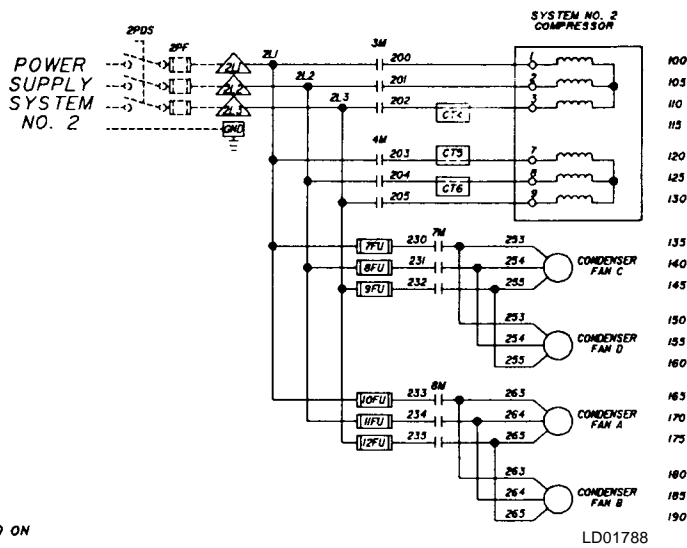 SYSTEM NO. 2
COMPRESSOR
2PDS
2PF
POWER
SUPPLY
SYSTEM
NO. 2
2L1
2L2
2L3
GND
2L1
2L2
2L3
3M
200
201
202
CT4
1
2
3
100
105
110
115
4M
203
CT5
204
CT6
205
7
8
9
120
125
130
7FU
230
7M
253
135
8FU
231
254
CONDENSER
FAN C
140
9FU
232
255
145
253
150
254
CONDENSER
FAN D
155
255
160
10FU
233
8M
263
165
11FU
234
264
CONDENSER
FAN A
170
12FU
235
265
175
263
180
264
CONDENSER
FAN B
185
265
190
ON
LD01788